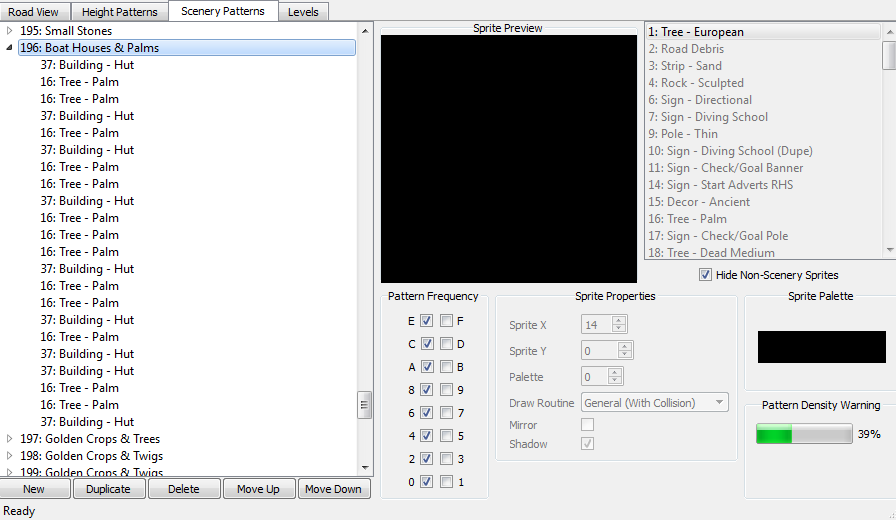 Road View Height Patterns Scenery Patterns Levels
195: Small Stones
196: Boat Houses & Palms
37: Building - Hut
16: Tree - Palm
16: Tree - Palm
37: Building - Hut
16: Tree - Palm
37: Building - Hut
16: Tree - Palm
16: Tree - Palm
37: Building - Hut
16: Tree - Palm
16: Tree - Palm
16: Tree - Palm
37: Building - Hut
16: Tree - Palm
16: Tree - Palm
37: Building - Hut
16: Tree - Palm
37: Building - Hut
37: Building - Hut
16: Tree - Palm
16: Tree - Palm
37: Building - Hut
197: Golden Crops & Trees
198: Golden Crops & Twigs
199: Golden Crops & Twigs
New Duplicate Delete Move Up Move Down
Ready
Sprite Preview
1: Tree - European
2: Road Debris
3: Strip - Sand
4: Rock - Sculpted
6: Sign - Directional
7: Sign - Diving School
9: Pole - Thin
10: Sign - Diving School (Dupe)
11: Sign - Check/Goal Banner
14: Sign - Start Adverts RHS
15: Decor - Ancient
16: Tree - Palm
17: Sign - Check/Goal Pole
18: Tree - Dead Medium
Hide Non-Scenery Sprites
Pattern Frequency
E F
C D
A B
8 9
6 7
4 5
2 3
0 1
Sprite Properties
Sprite X 14
Sprite Y 0
Palette 0
Draw Routine General (With Collision)
Mirror
Shadow
Sprite Palette
Pattern Density Warning
39%